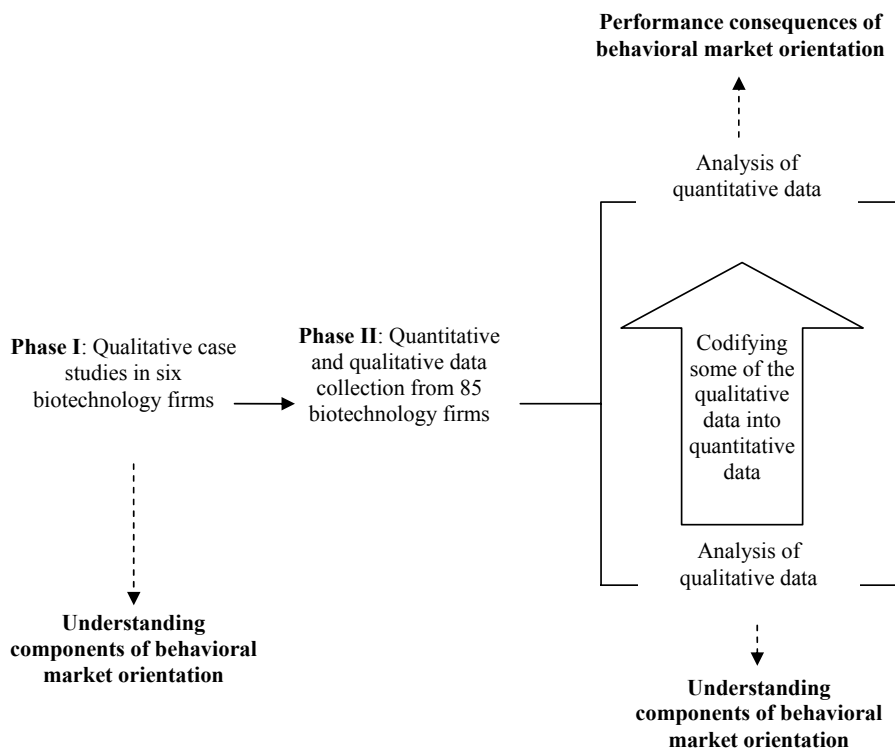 Performance consequences of
behavioral market orientation
Analysis of
quantitative data
Phase I: Qualitative case
studies in six
biotechnology firms
Phase II: Quantitative
and qualitative data
collection from 85
biotechnology firms
Codifying
some of the
qualitative
data into
quantitative
data
Analysis of
qualitative data
Understanding
components of behavioral
market orientation
Understanding
components of behavioral
market orientation